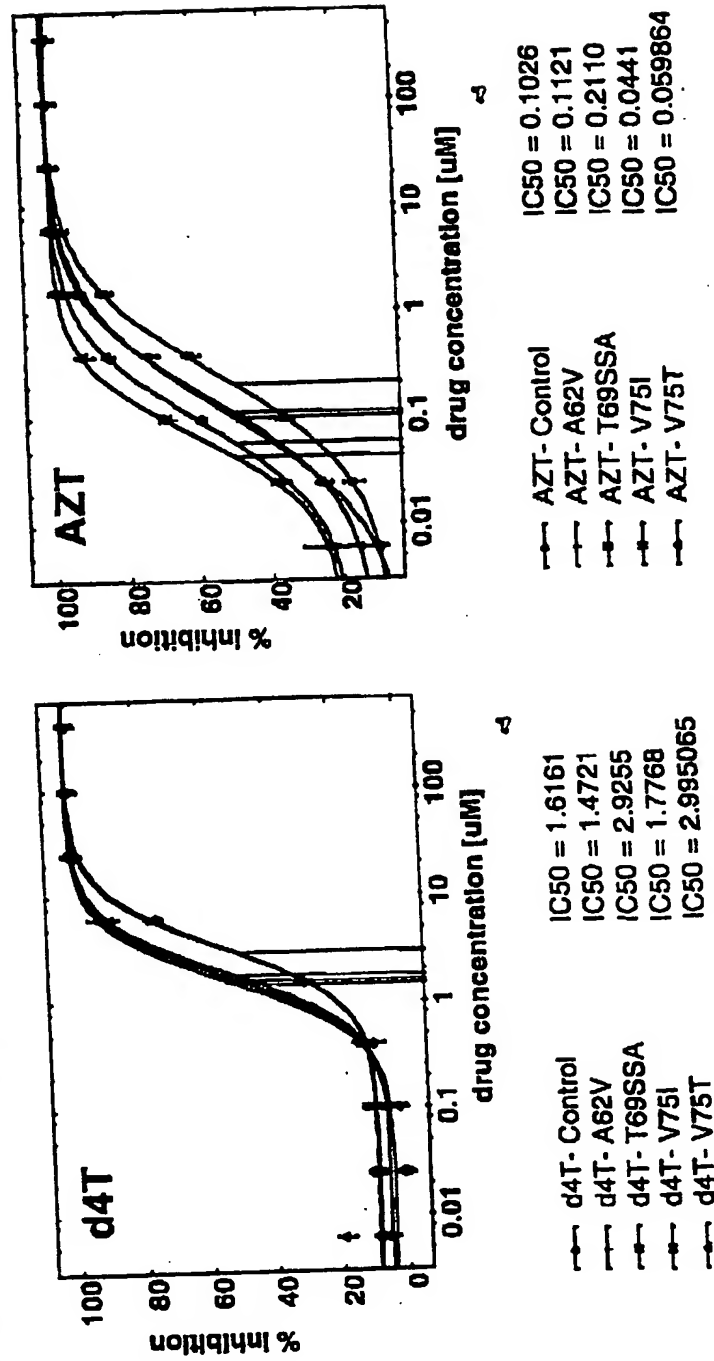 d4T
% inhibition
100
80
60
40
20
0
0.01
0.1
1
10
100
drug concentration [uM]
d4T- Control IC50 = 1.6161
d4T- A62V IC50 = 1.4721
d4T- T69SSA IC50 = 2.9255
d4T- V75I IC50 = 1.7768
d4T- V75T IC50 = 2.995065
AZT
% inhibition
100
80
60
40
20
0.01
0.1
1
10
100
drug concentration [uM]
AZT- Control IC50 = 0.1026
AZT- A62V IC50 = 0.1121
AZT- T69SSA IC50 = 0.2110
AZT- V75I IC50 = 0.0441
AZT- V75T IC50 = 0.059864